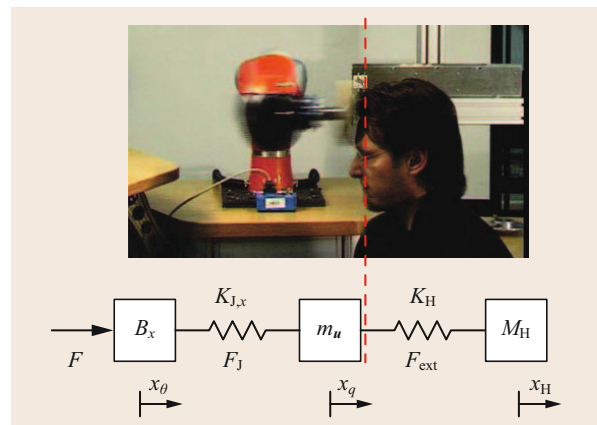 K_J,x K_H
F B_x m_u M_H
F_J F_ext
x_θ x_q x_H